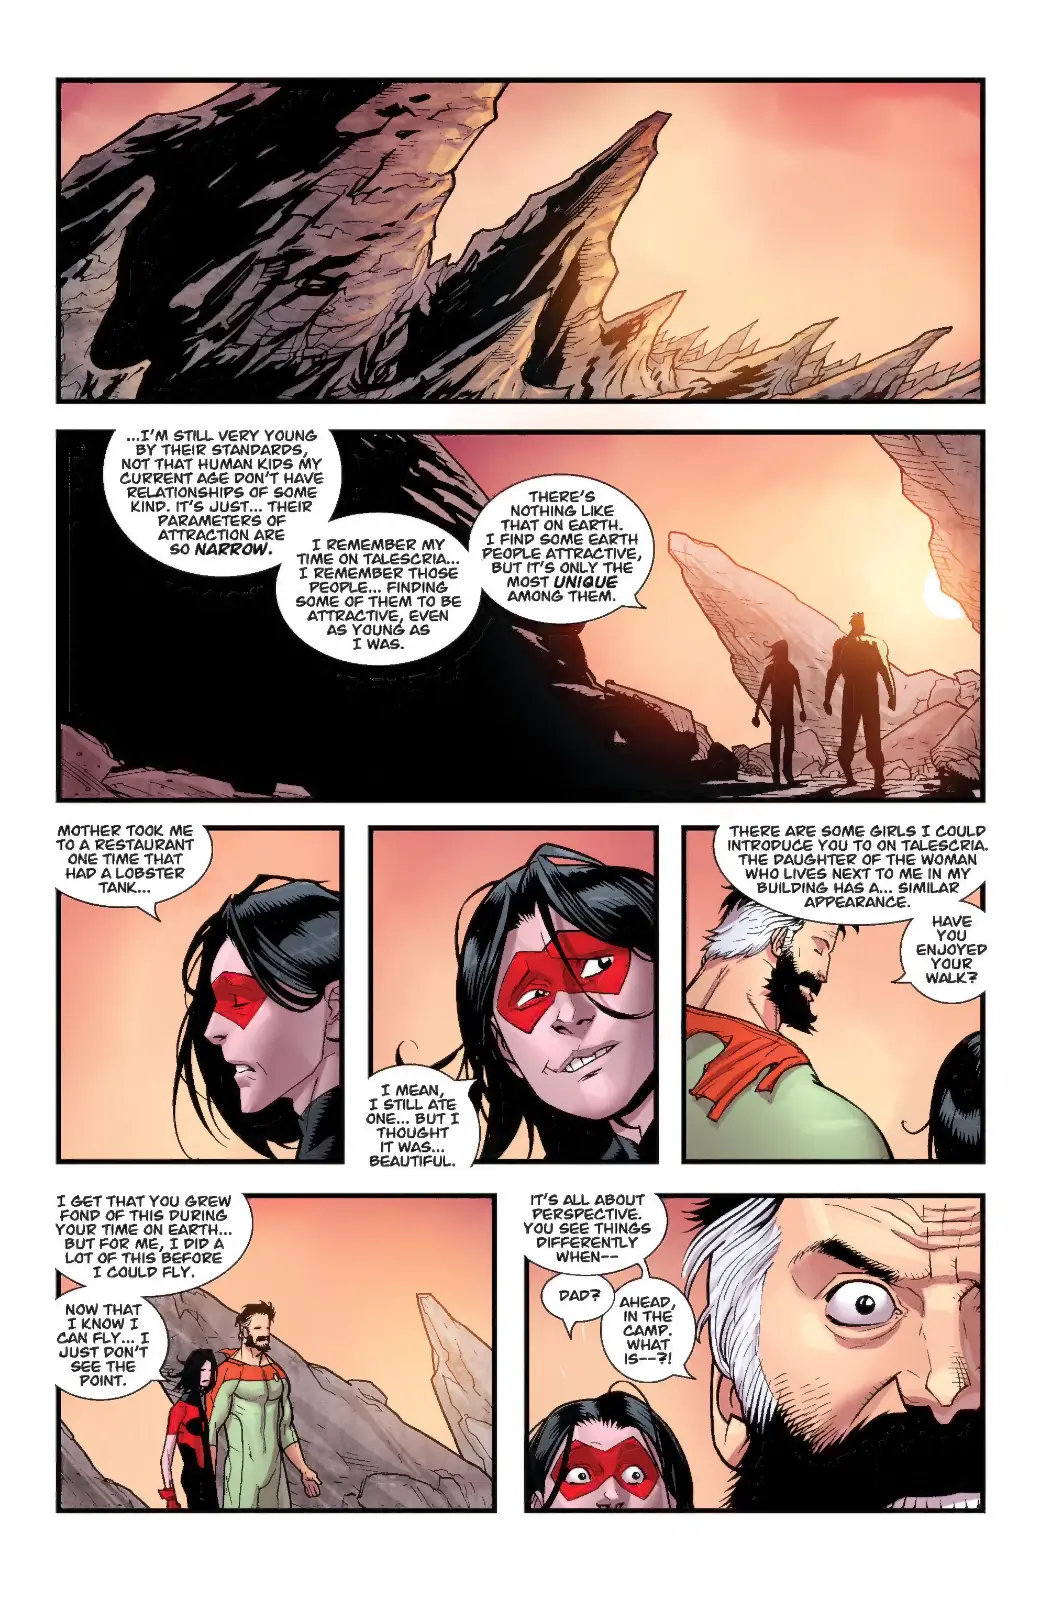 ...I'M STILL VERY YOUNG
BY THEIR STANDARDS,
NOT THAT HUMAN KIDS MY
CURRENT AGE DON'T HAVE
RELATIONSHIPS OF SOME
KIND. IT'S JUST... THEIR
PARAMETERS OF
ATTRACTION ARE
SO NARROW.
I REMEMBER MY
TIME ON TALESCRIA...
I REMEMBER THOSE
PEOPLE... FINDING
SOME OF THEM TO BE
ATTRACTIVE, EVEN
AS YOUNG AS
I WAS.
THERE'S
NOTHING LIKE
THAT ON EARTH.
I FIND SOME EARTH
PEOPLE ATTRACTIVE,
BUT IT'S ONLY THE
MOST UNIQUE
AMONG THEM.
MOTHER TOOK ME
TO A RESTAURANT
ONE TIME THAT
HAD A LOBSTER
TANK...
I MEAN,
I STILL ATE
ONE... BUT I
THOUGHT
IT WAS...
BEAUTIFUL.
THERE ARE SOME GIRLS I COULD
INTRODUCE YOU TO ON TALESCRIA.
THE DAUGHTER OF THE WOMAN
WHO LIVES NEXT TO ME IN MY
BUILDING HAS A... SIMILAR
APPEARANCE.
HAVE
YOU
ENJOYED
YOUR
WALK?
I GET THAT YOU GREW
FOND OF THIS DURING
YOUR TIME ON EARTH...
BUT FOR ME, I DID A
LOT OF THIS BEFORE
I COULD FLY.
NOW THAT
I KNOW I
CAN FLY... I
JUST DON'T
SEE THE
POINT.
IT'S ALL ABOUT
PERSPECTIVE.
YOU SEE THINGS
DIFFERENTLY
WHEN--
DAD?
AHEAD,
IN THE
CAMP.
WHAT
IS--?!